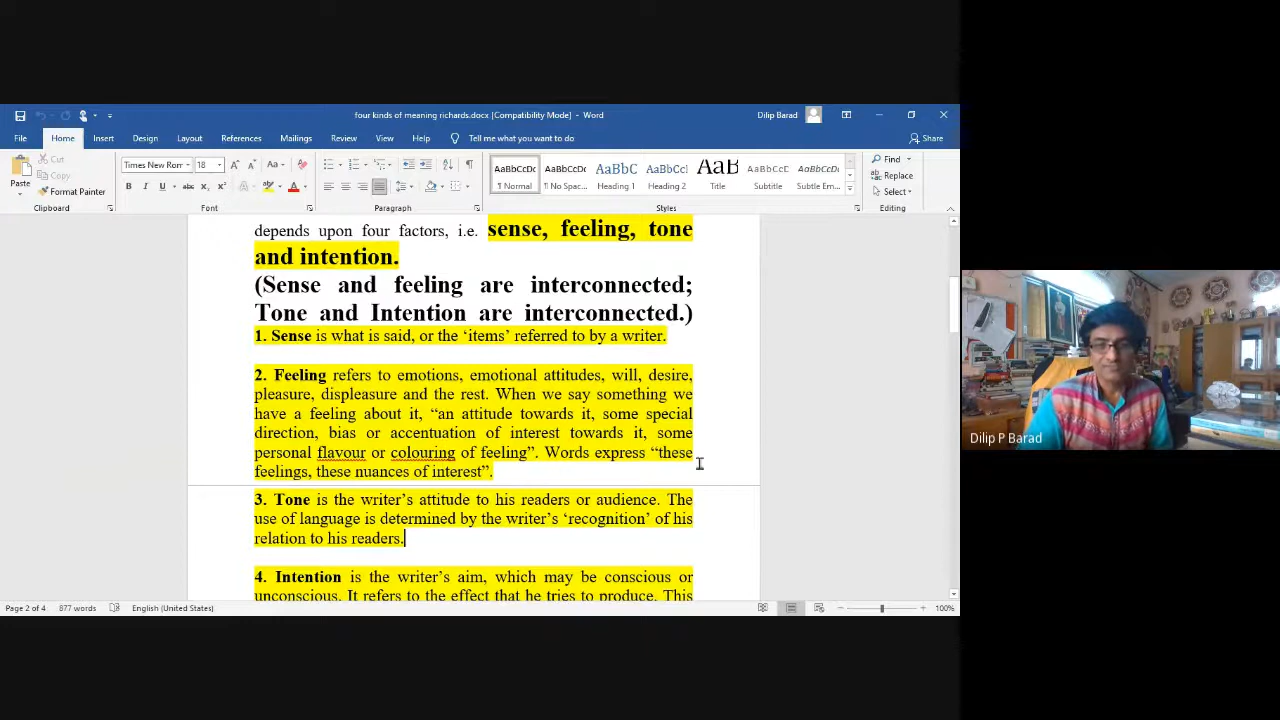 four kinds of meaning richards.docx [Compatibility Mode] - Word
Dilip Barad
File Home Insert Design Layout References Mailings Review View Help Tell me what you want to do Share
Paste
Cut
Copy
Format Painter
Clipboard
Times New Rom 18
Font
Paragraph
AaBbCcDc AaBbCcDc AaBbC AaBbCcl AaB AaBbCcD AaBbCcDc
¶ Normal ¶ No Spac... Heading 1 Heading 2 Title Subtitle Subtle Em...
Styles
Find
Replace
Select
Editing
depends upon four factors, i.e. sense, feeling, tone
and intention.
(Sense and feeling are interconnected;
Tone and Intention are interconnected.)
1. Sense is what is said, or the ‘items’ referred to by a writer.
2. Feeling refers to emotions, emotional attitudes, will, desire,
pleasure, displeasure and the rest. When we say something we
have a feeling about it, “an attitude towards it, some special
direction, bias or accentuation of interest towards it, some
personal flavour or colouring of feeling”. Words express “these
feelings, these nuances of interest”.
3. Tone is the writer’s attitude to his readers or audience. The
use of language is determined by the writer’s ‘recognition’ of his
relation to his readers.
4. Intention is the writer’s aim, which may be conscious or
unconscious. It refers to the effect that he tries to produce. This
Page 2 of 4 877 words English (United States) 100%
Dilip P Barad